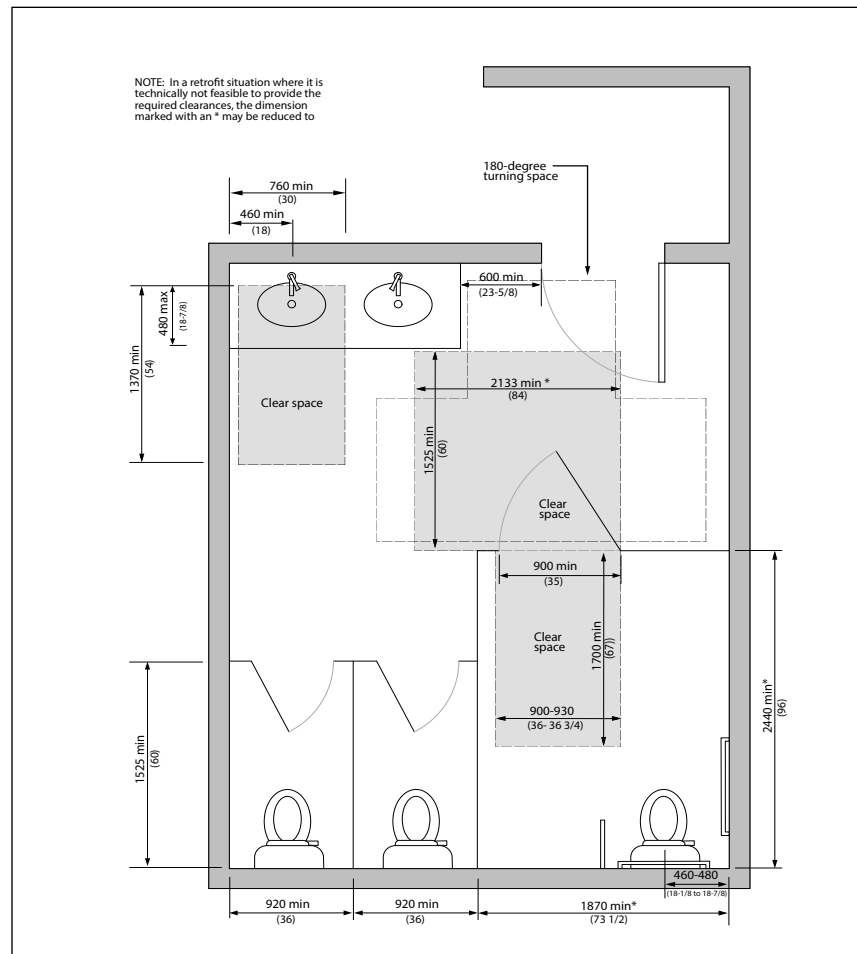 NOTE: In a retrofit situation where it is
technically not feasible to provide the
required clearances, the dimension
marked with an * may be reduced to
180-degree
turning space
760 min
(30)
460 min
(18)
600 min
(23-5/8)
480 max
(18-7/8)
1370 min
(54)
Clear space
2133 min *
(84)
1525 min
(60)
Clear
space
900 min
(35)
Clear
space
1700 min
(67))
900-930
(36- 36 3/4)
2440 min*
(96)
1525 min
(60)
460-480
(18-1/8 to 18-7/8)
920 min
(36)
920 min
(36)
1870 min*
(73 1/2)